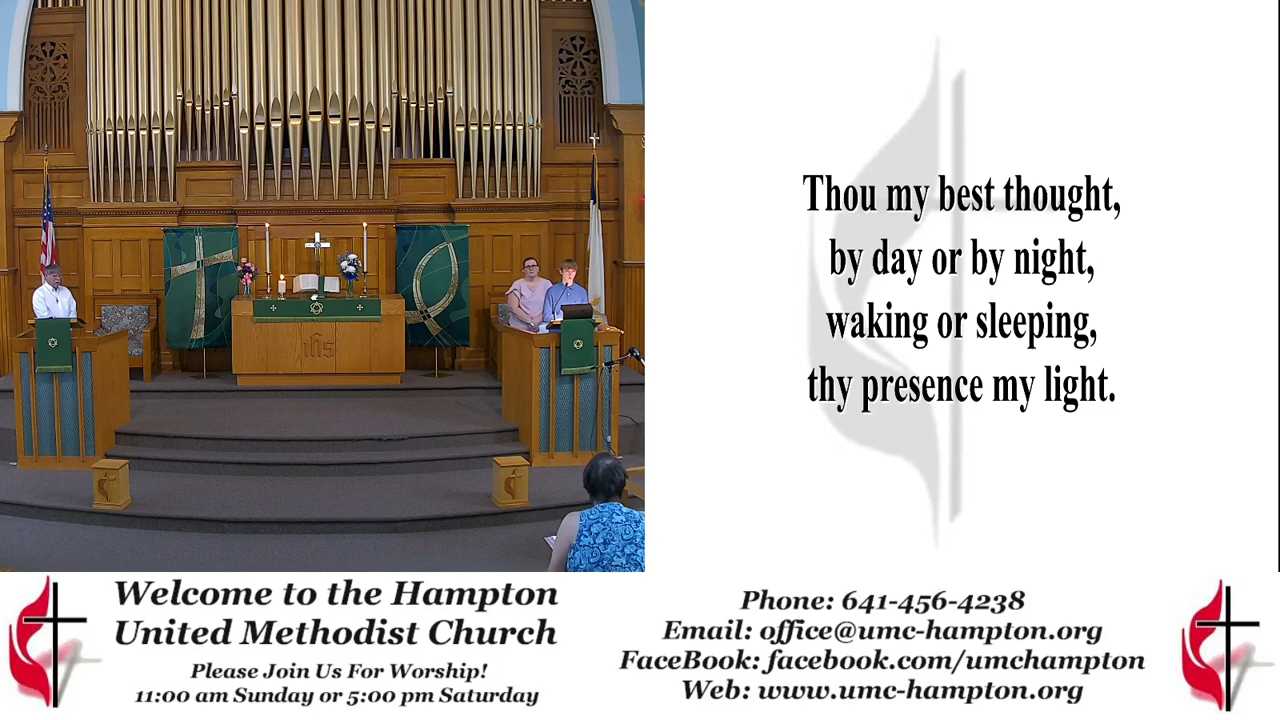 ihs
Thou my best thought,
by day or by night,
waking or sleeping,
thy presence my light.
Welcome to the Hampton
United Methodist Church
Please Join Us For Worship!
11:00 am Sunday or 5:00 pm Saturday
Phone: 641-456-4238
Email: office@umc-hampton.org
FaceBook: facebook.com/umchampton
Web: www.umc-hampton.org